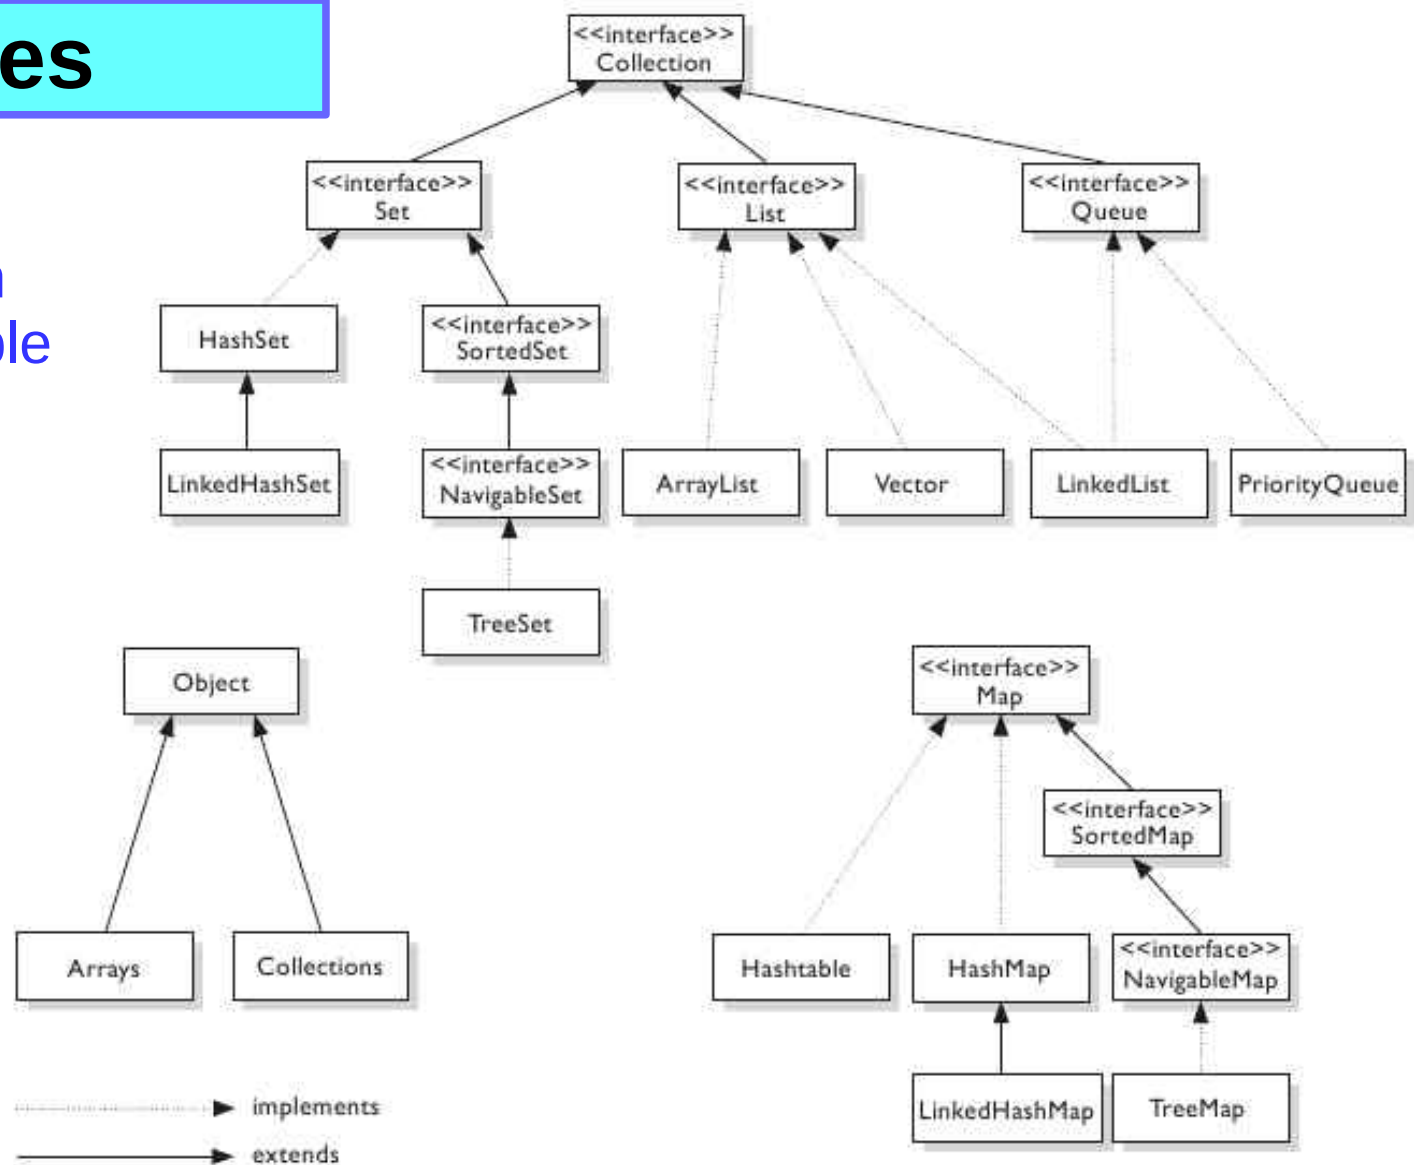 es
n
ole
<<interface>>
Collection
<<interface>>
Set
<<interface>>
List
<<interface>>
Queue
HashSet
<<interface>>
SortedSet
LinkedHashSet
<<interface>>
NavigableSet
ArrayList
Vector
LinkedList
PriorityQueue
TreeSet
Object
<<interface>>
Map
<<interface>>
SortedMap
Arrays
Collections
Hashtable
HashMap
<<interface>>
NavigableMap
LinkedHashMap
TreeMap
implements
extends